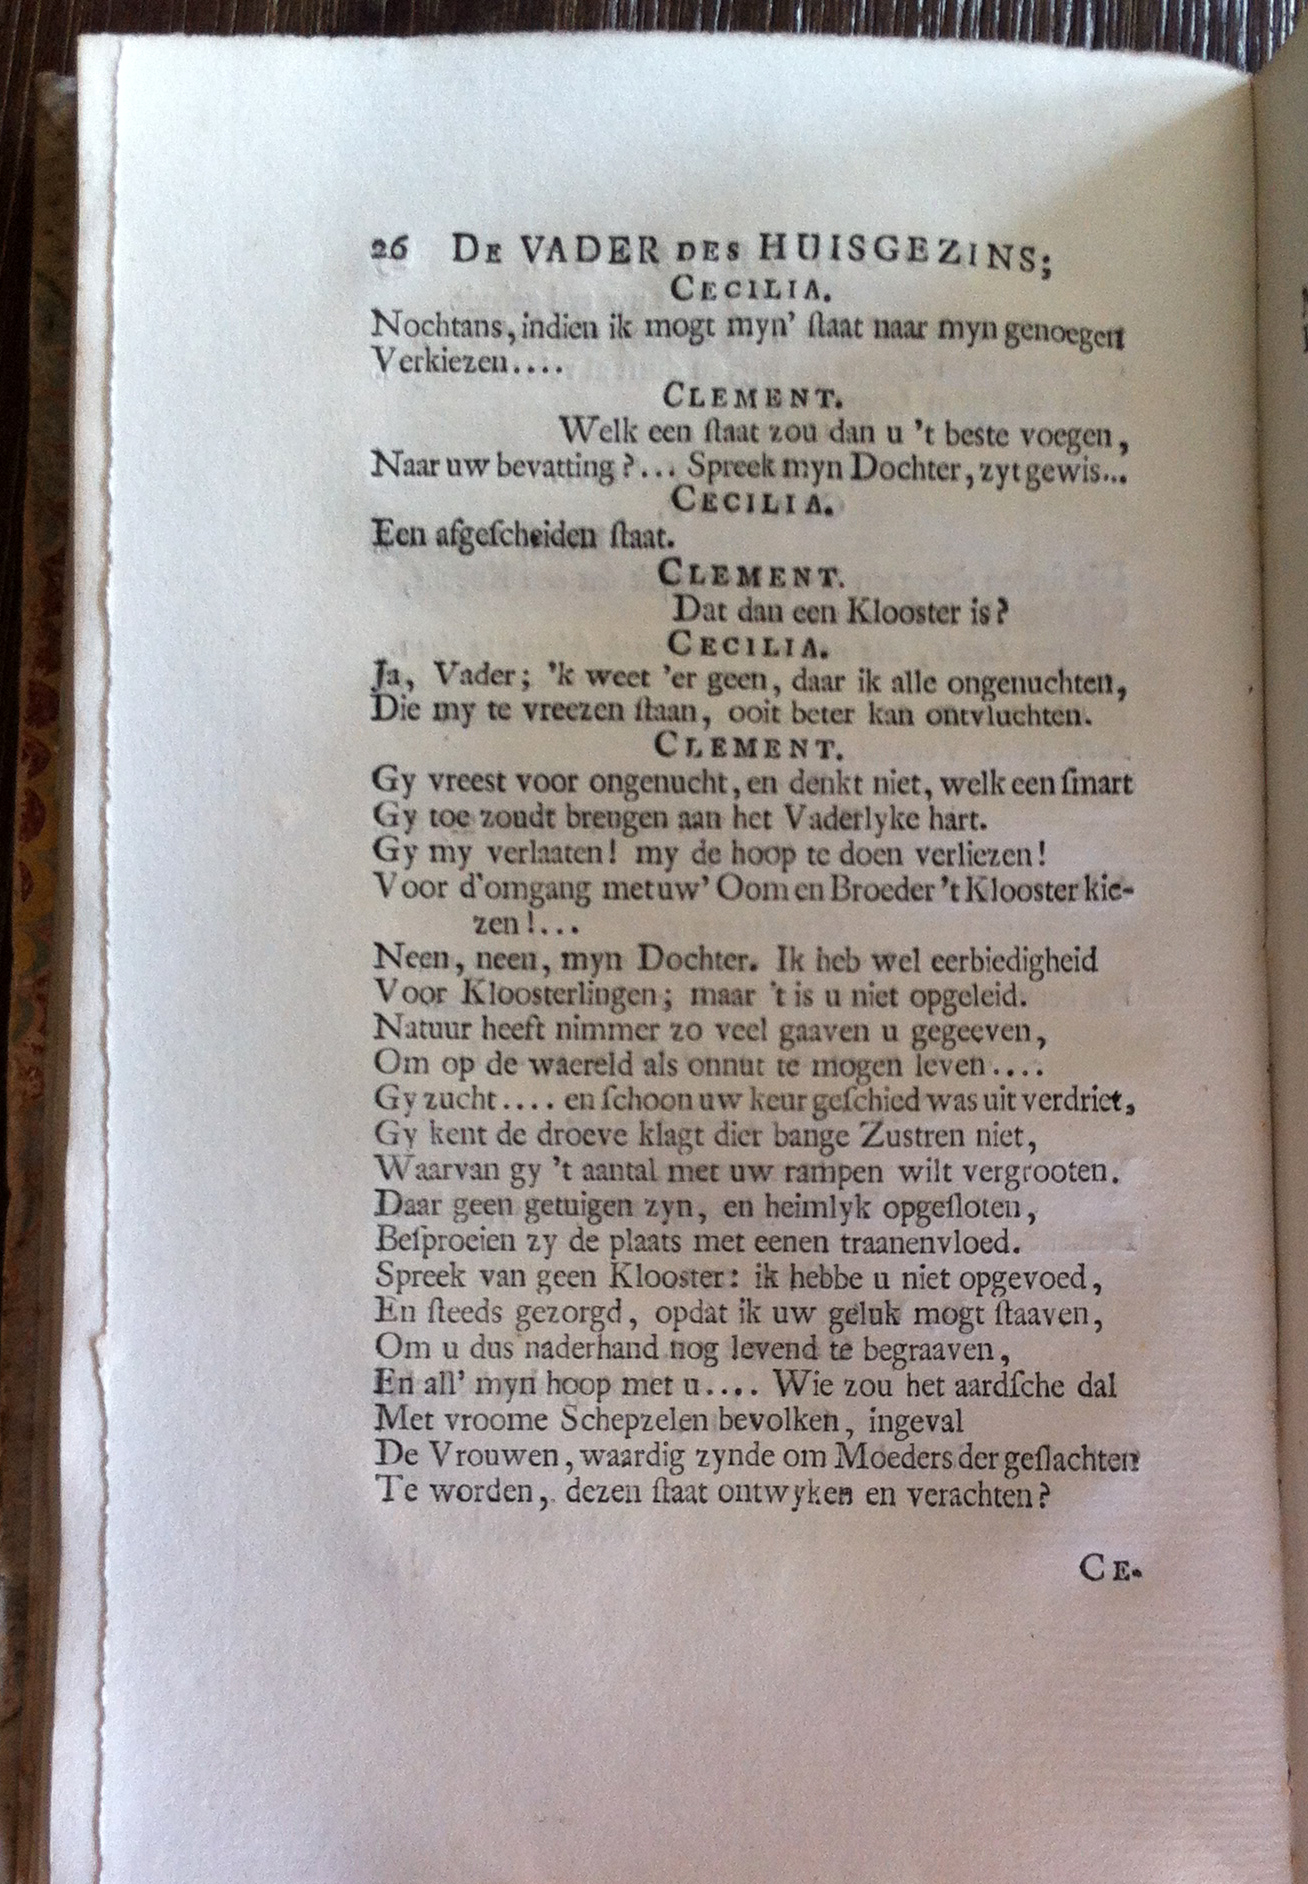 26 DE VADER DES HUISGEZINS;
CECILIA.
Nochtans, indien ik mogt myn' ſtaat naar myn genoegen
Verkiezen....
CLEMENT.
Welk een ſtaat zou dan u 't beste voegen,
Naar uw bevatting?... Spreek myn Dochter, zyt gewis...
CECILIA.
Een afgeſcheiden ſtaat.
CLEMENT.
Dat dan een Klooster is?
CECILIA.
Ja, Vader; 'k weet 'er geen, daar ik alle ongenuchten,
Die my te vreezen ſtaan, ooit beter kan ontvluchten.
CLEMENT.
Gy vreest voor ongenucht, en denkt niet, welk een ſmart
Gy toe zoudt brengen aan het Vaderlyke hart.
Gy my verlaaten! my de hoop te doen verliezen!
Voor d'omgang met uw' Oom en Broeder 't Klooster kie-
zen!...
Neen, neen, myn Dochter. Ik heb wel eerbiedigheid
Voor Kloosterlingen; maar 't is u niet opgeleid.
Natuur heeft nimmer zo veel gaaven u gegeeven,
Om op de waereld als onnut te mogen leven....
Gy zucht.... en ſchoon uw keur geſchied was uit verdriet,
Gy kent de droeve klagt dier bange Zustren niet,
Waarvan gy 't aantal met uw rampen wilt vergrooten.
Daar geen getuigen zyn, en heimlyk opgeſloten,
Beſproeien zy de plaats met eenen traanenvloed.
Spreek van geen Klooster: ik hebbe u niet opgevoed,
En ſteeds gezorgd, opdat ik uw geluk mogt ſtaaven,
Om u dus naderhand nog levend te begraaven,
En all' myn hoop met u.... Wie zou het aardſche dal
Met vroome Schepzelen bevolken, ingeval
De Vrouwen, waardig zynde om Moeders der geſlachten
Te worden, dezen ſtaat ontwyken en verachten?
CE-